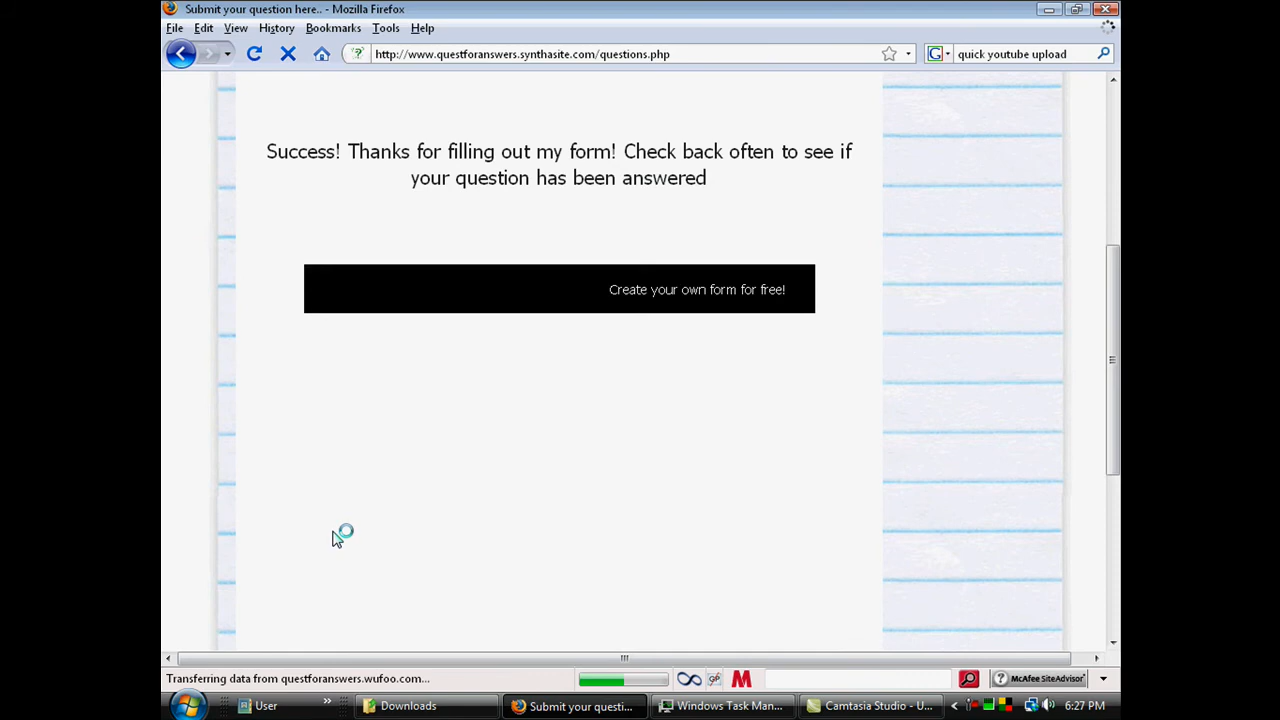 Submit your question here.. - Mozilla Firefox
File Edit View History Bookmarks Tools Help
http://www.questforanswers.synthasite.com/questions.php
G quick youtube upload
Success! Thanks for filling out my form! Check back often to see if
your question has been answered
Create your own form for free!
Transferring data from questforanswers.wufoo.com...
GP M McAfee SiteAdvisor
User » Downloads Submit your questi... Windows Task Man... Camtasia Studio - U... 6:27 PM